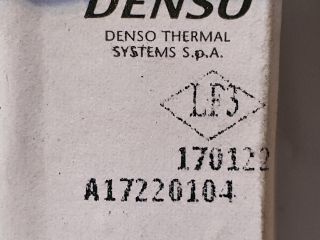 DENSO
DENSO THERMAL
SYSTEMS S.p.A.
LF3
170122
A17220104